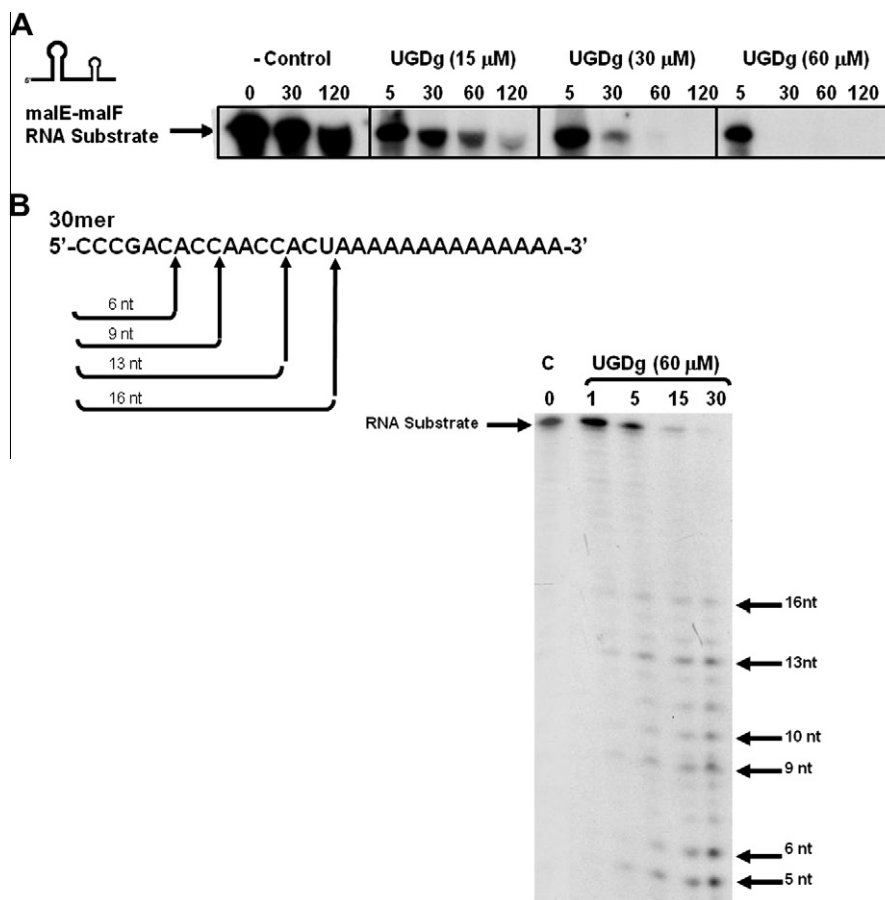 A
- Control UGDg (15 µM) UGDg (30 µM) UGDg (60 µM)
0 30 120 5 30 60 120 5 30 60 120 5 30 60 120
5'
malE-malF
RNA Substrate
B
30mer
5'-CCCGACACCAACCACUAAAAAAAAAAAAAA-3'
6 nt
9 nt
13 nt
16 nt
C UGDg (60 µM)
0 1 5 15 30
RNA Substrate
16nt
13nt
10 nt
9 nt
6 nt
5 nt